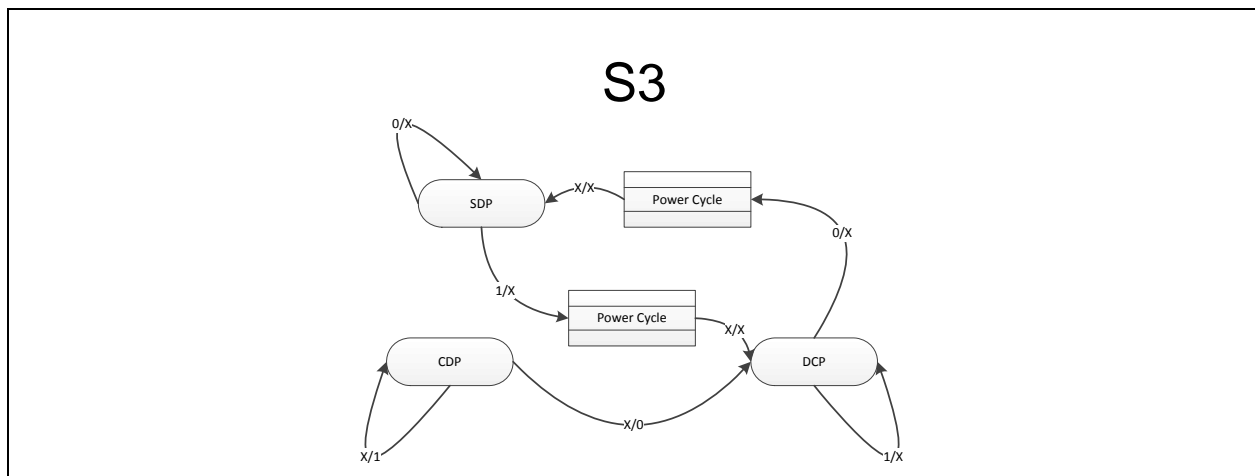 S3
0/X
SDP
X/X
Power Cycle
0/X
1/X
Power Cycle
X/X
CDP
DCP
X/0
X/1
1/X